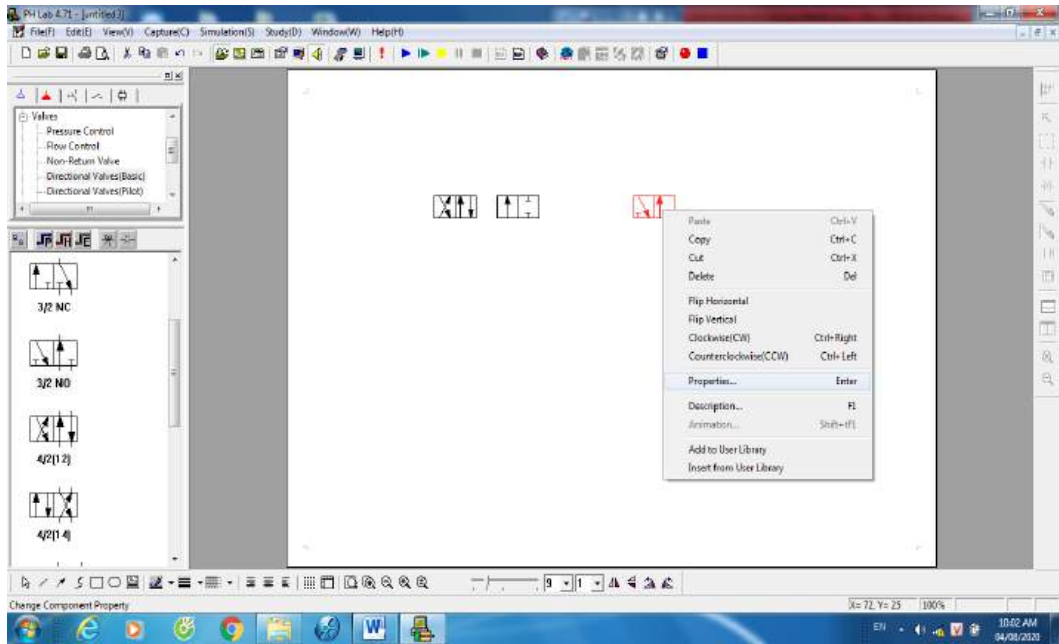 PH Lab 4.71 - [untitled3]
File(F) Edit(E) View(V) Capture(C) Simulation(S) Study(D) Window(W) Help(H)
Valves
Pressure Control
Flow Control
Non-Return Valve
Directional Valves(Basic)
Directional Valves(Pilot)
3/2 NC
3/2 NO
4/2(12)
4/2(14)
Paste Ctrl+V
Copy Ctrl+C
Cut Ctrl+X
Delete Del
Flip Horizontal
Flip Vertical
Clockwise(CW) Ctrl+Right
Counterclockwise(CCW) Ctrl+Left
Properties... Enter
Description... F1
Animation... Shift+F1
Add to User Library
Insert from User Library
9 1
Change Component Property
X= 72, Y= 25 100%
EN
10:02 AM
04/08/2020